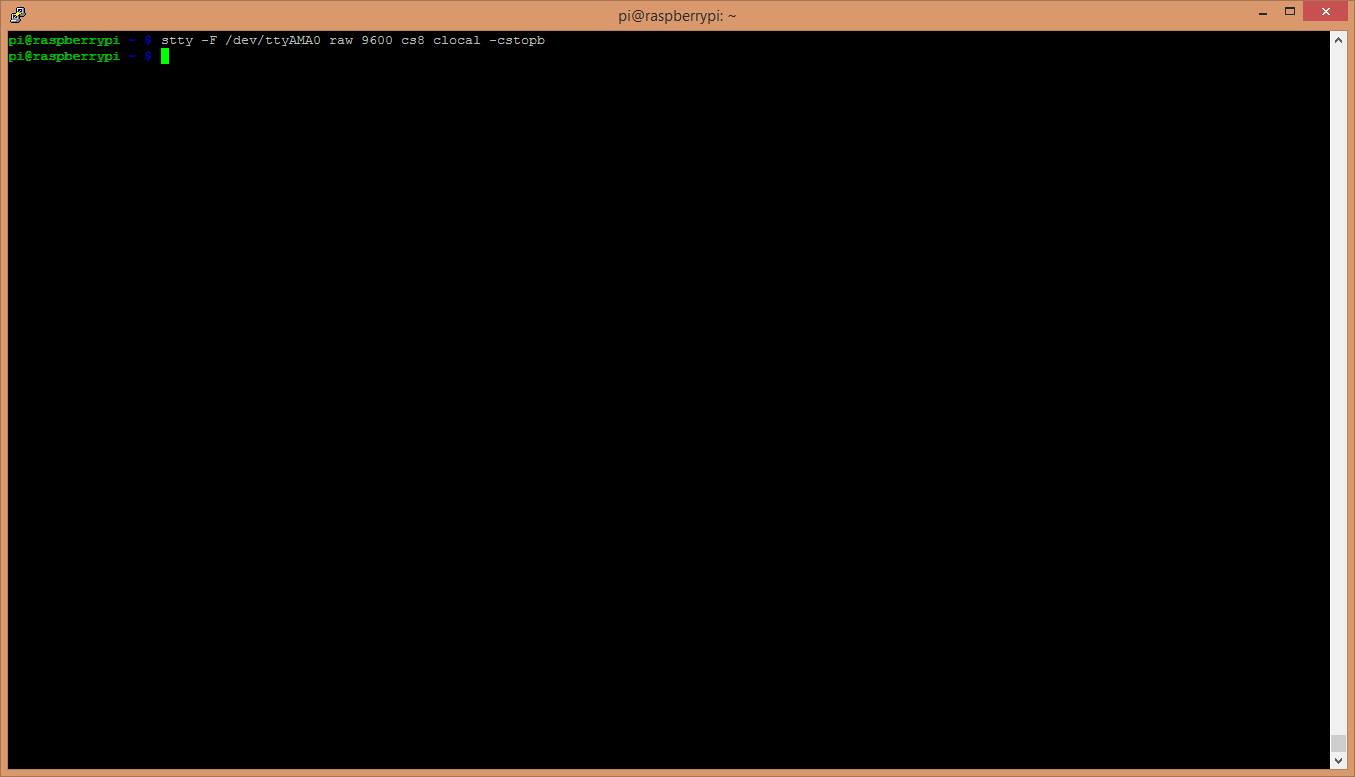 pi@raspberrypi: ~
pi@raspberrypi ~ $ stty -F /dev/ttyAMA0 raw 9600 cs8 clocal -cstopb
pi@raspberrypi ~ $